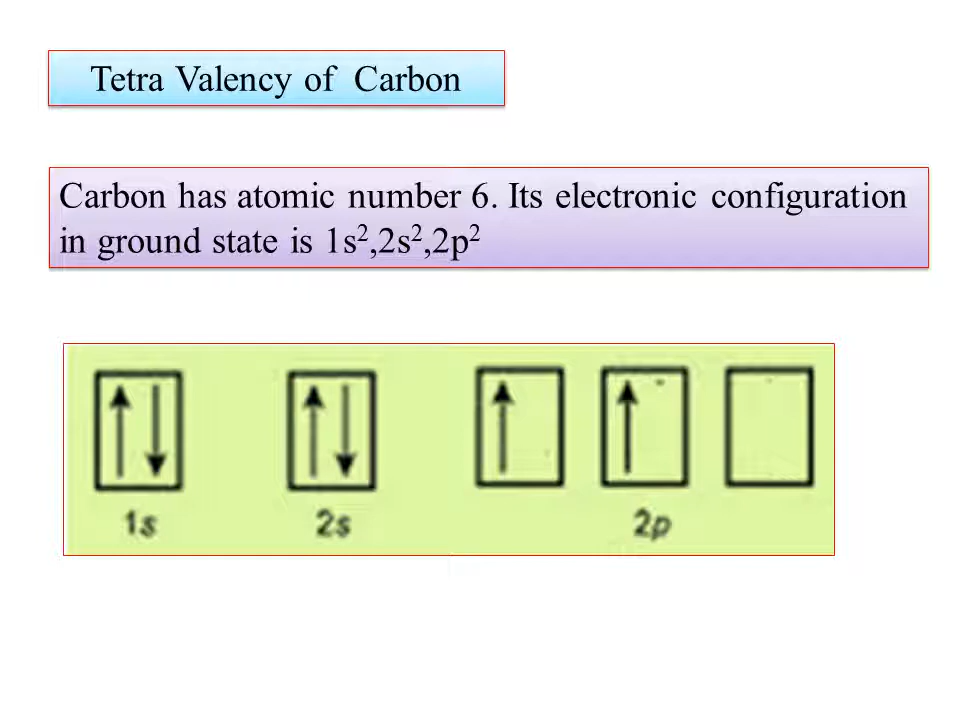 Tetra Valency of Carbon
Carbon has atomic number 6. Its electronic configuration
in ground state is 1s²,2s²,2p²
1s 2s 2p